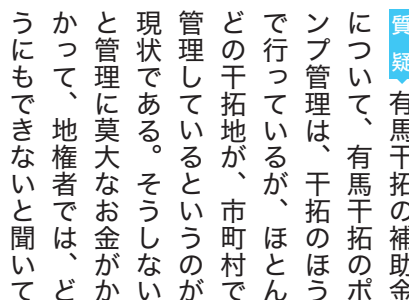 質疑 有馬干拓の補助金
について、有馬干拓のポ
ンプ管理は、干拓のほう
で行っているが、ほとん
どの干拓地が、市町村で
管理しているというのが
現状である。そうしない
と管理に莫大なお金がか
かって、地権者では、ど
うにもできないと聞いて